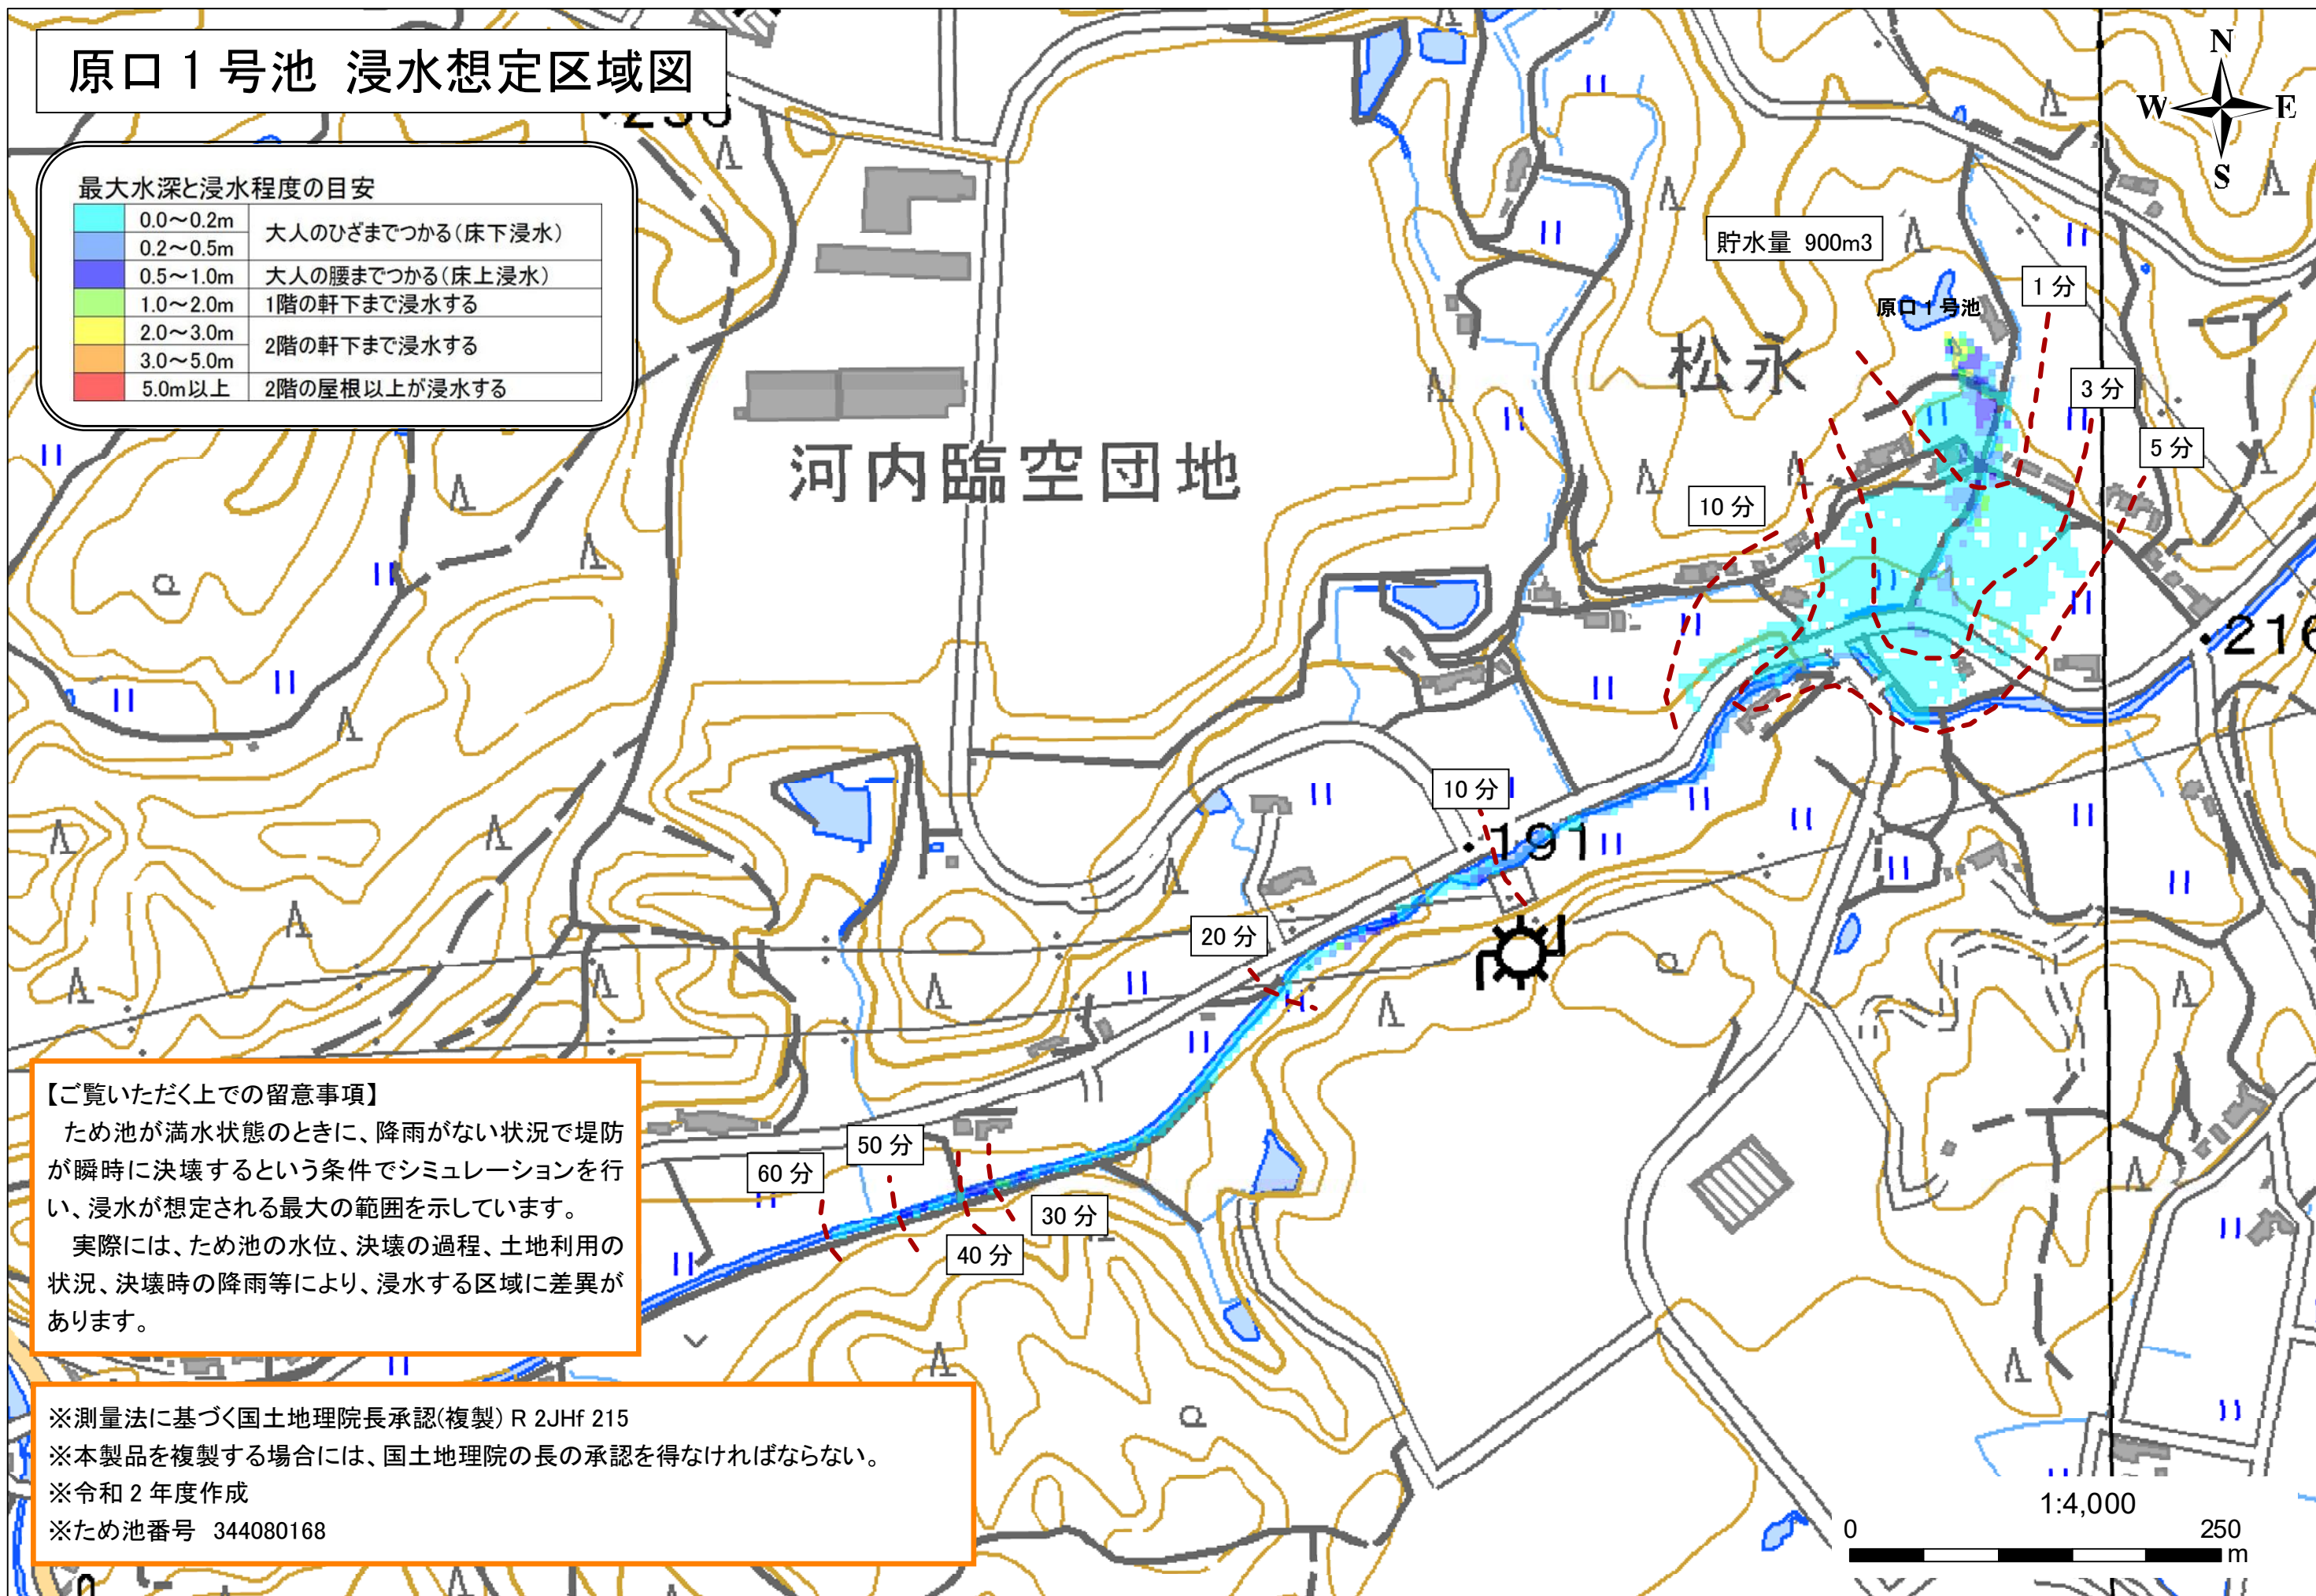 原口1号池 浸水想定区域図
最大水深と浸水程度の目安
0.0～0.2m
大人のひざまでつかる(床下浸水)
0.2～0.5m
0.5～1.0m 大人の腰までつかる(床上浸水)
1.0～2.0m 1階の軒下まで浸水する
2.0～3.0m
2階の軒下まで浸水する
3.0～5.0m
5.0m以上 2階の屋根以上が浸水する
N
W E
S
貯水量 900m3
原口1号池
1分
松永
3分
5分
河内臨空団地
10分
216
10分
191
20分
50分
60分
30分
40分
【ご覧いただく上での留意事項】
ため池が満水状態のときに、降雨がない状況で堤防
が瞬時に決壊するという条件でシミュレーションを行
い、浸水が想定される最大の範囲を示しています。
実際には、ため池の水位、決壊の過程、土地利用の
状況、決壊時の降雨等により、浸水する区域に差異が
あります。
※測量法に基づく国土地理院長承認(複製) R 2JHf 215
※本製品を複製する場合には、国土地理院の長の承認を得なければならない。
※令和2年度作成
※ため池番号 344080168
1:4,000
0 250
m